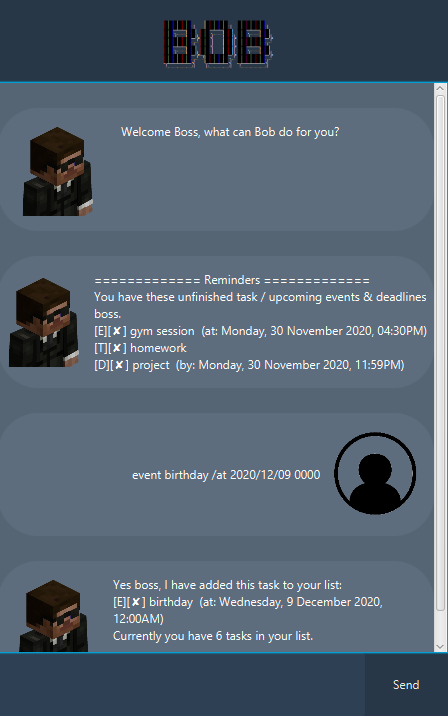 BOB
Welcome Boss, what can Bob do for you?
============= Reminders =============
You have these unfinished task / upcoming events & deadlines
boss.
[E][✘] gym session  (at: Monday, 30 November 2020, 04:30PM)
[T][✘] homework
[D][✘] project  (by: Monday, 30 November 2020, 11:59PM)
event birthday /at 2020/12/09 0000
Yes boss, I have added this task to your list:
[E][✘] birthday  (at: Wednesday, 9 December 2020,
12:00AM)
Currently you have 6 tasks in your list.
Send